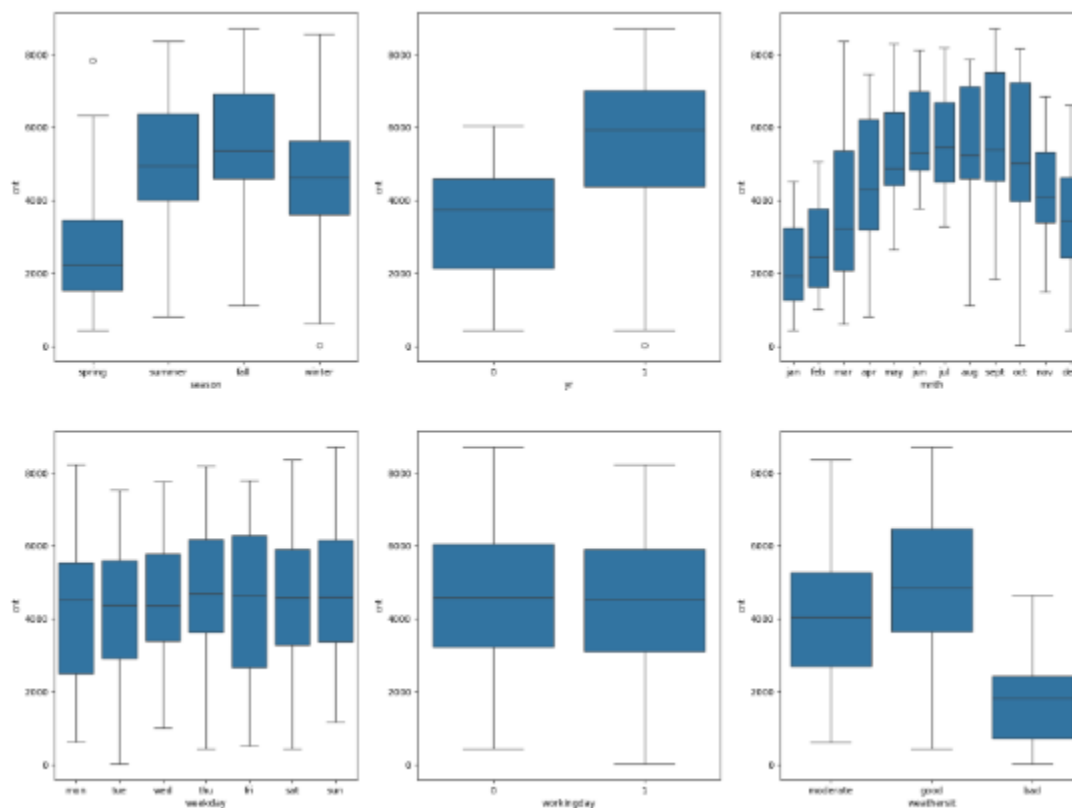 8000
6000
4000
2000
0
cnt
spring summer fall winter
season
8000
6000
4000
2000
0
cnt
0 1
yr
8000
6000
4000
2000
0
cnt
jan feb mar apr may jun jul aug sept oct nov de
mnth
8000
6000
4000
2000
0
cnt
mon tue wed thu fri sat sun
weekday
8000
6000
4000
2000
0
cnt
0 1
workingday
8000
6000
4000
2000
0
cnt
moderate good bad
weathersit